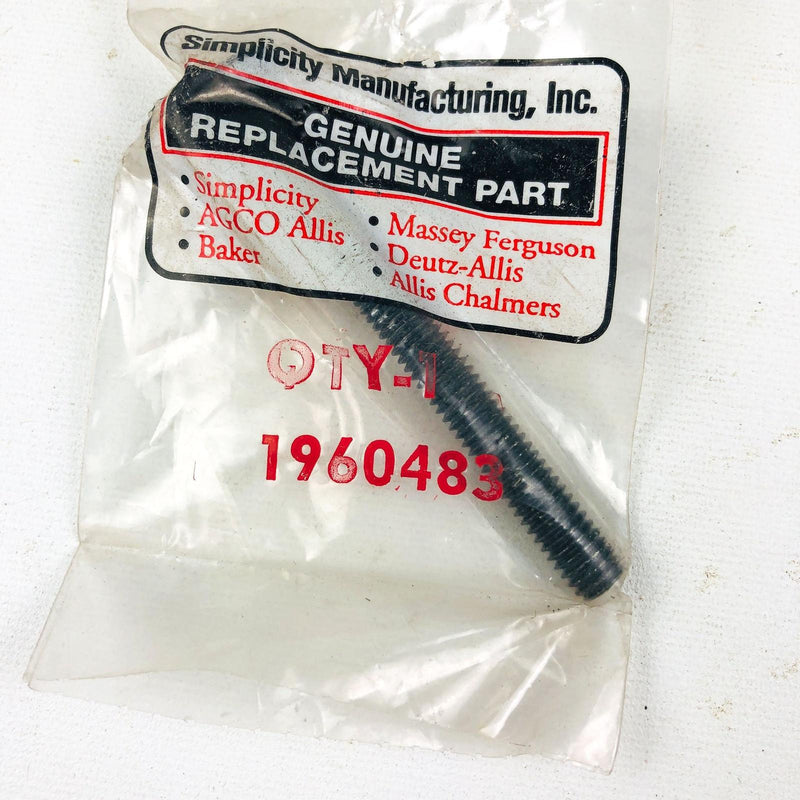 Simplicity Manufacturing, Inc.
GENUINE
REPLACEMENT PART
• Simplicity
• AGCO Allis
• Baker
• Massey Ferguson
• Deutz-Allis
• Allis Chalmers
QTY-1
1960483